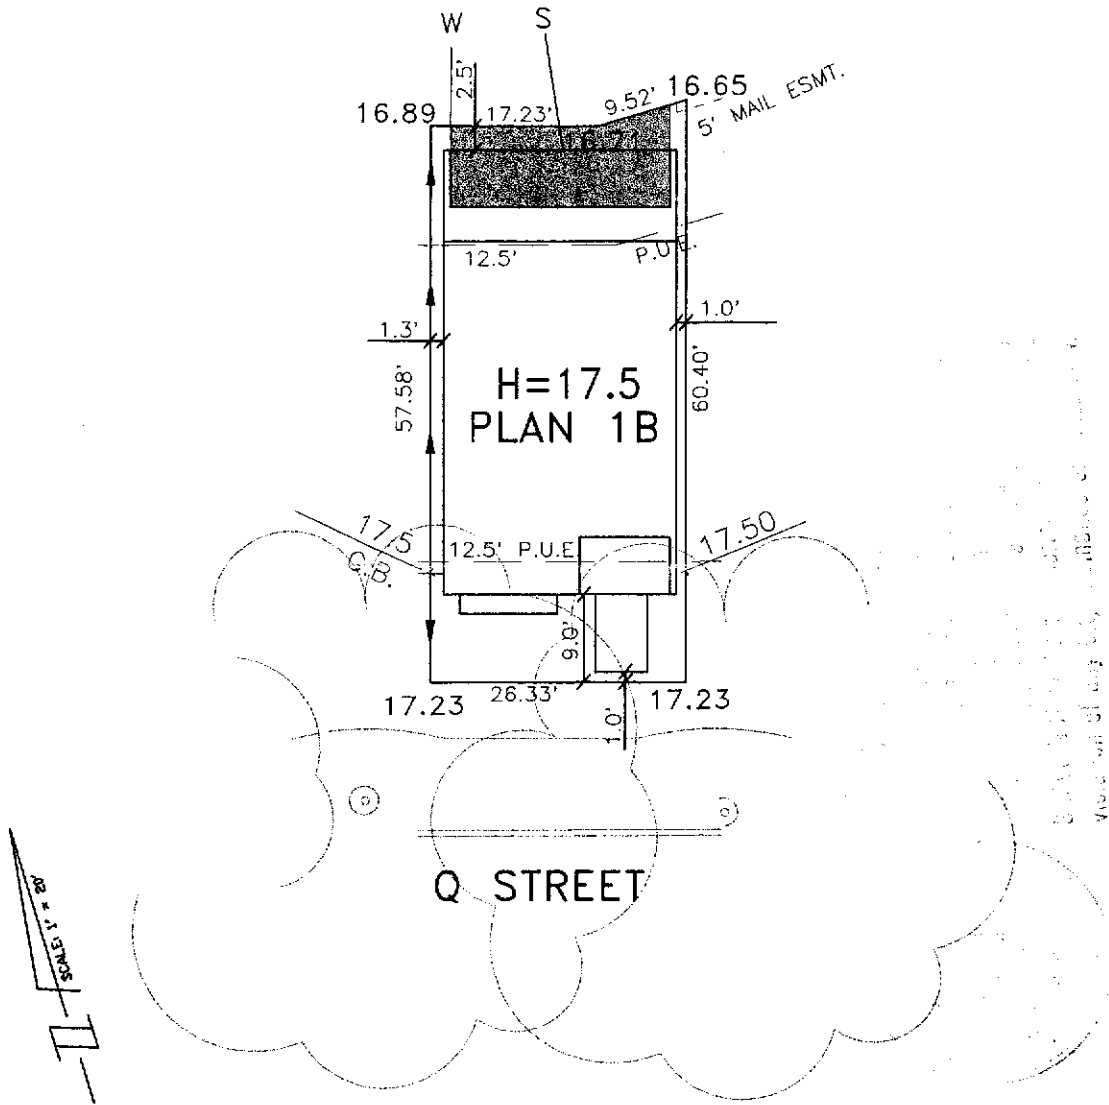 W
S
2.5'
16.89
17.23'
9.52'
16.65
5' MAIL ESMT.
16.71
12.5'
P.U.E.
1.3'
1.0'
57.58'
60.40'
H=17.5
PLAN 1B
17.5
C.B.
12.5' P.U.E
17.50
9.0'
17.23
26.33'
17.23
1.0'
Q STREET
SCALE: 1" = 20'